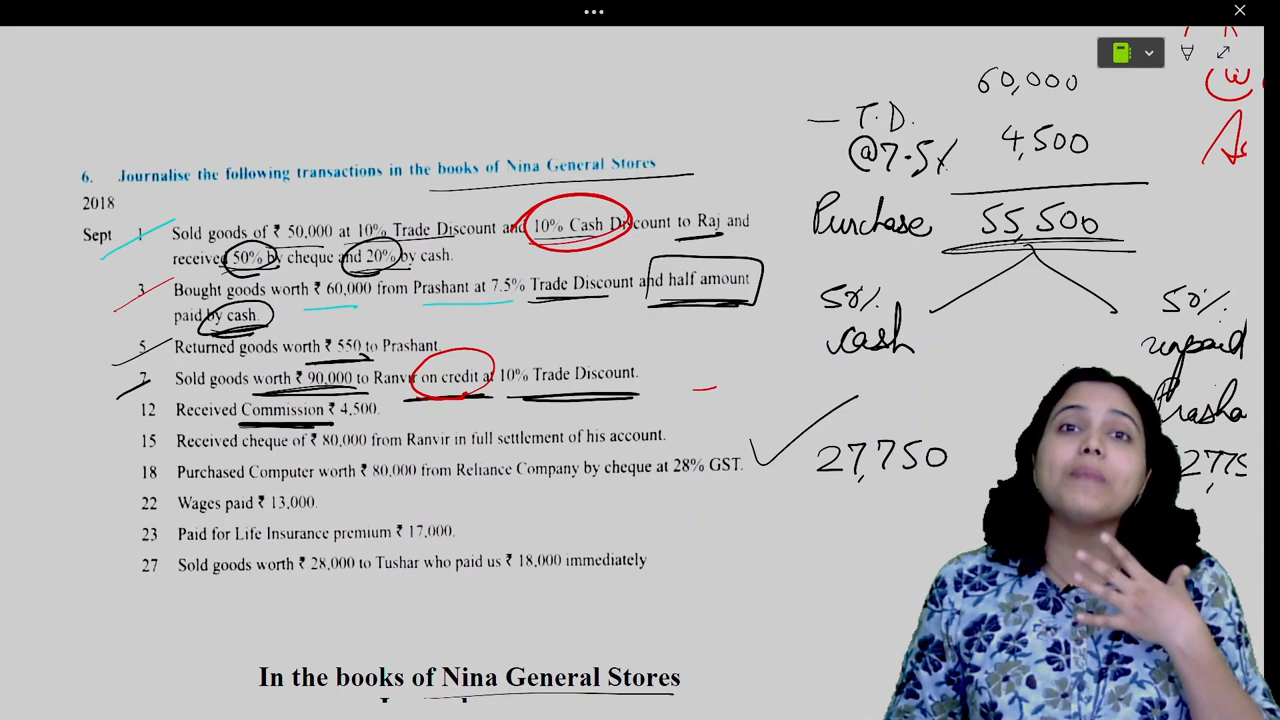 6. Journalise the following transactions in the books of Nina General Stores
2018
Sept 1 Sold goods of ₹ 50,000 at 10% Trade Discount and 10% Cash Discount to Raj and
received 50% by cheque and 20% by cash.
3 Bought goods worth ₹ 60,000 from Prashant at 7.5% Trade Discount and half amount
paid by cash.
5 Returned goods worth ₹ 550 to Prashant.
7 Sold goods worth ₹ 90,000 to Ranvir on credit at 10% Trade Discount.
12 Received Commission ₹ 4,500.
15 Received cheque of ₹ 80,000 from Ranvir in full settlement of his account.
18 Purchased Computer worth ₹ 80,000 from Reliance Company by cheque at 28% GST.
22 Wages paid ₹ 13,000.
23 Paid for Life Insurance premium ₹ 17,000.
27 Sold goods worth ₹ 28,000 to Tushar who paid us ₹ 18,000 immediately
In the books of Nina General Stores
60,000
— T.D. 4,500
@7.5%
Purchase 55,500
50% 50%
cash unpaid
Prasha
27,750 27,75